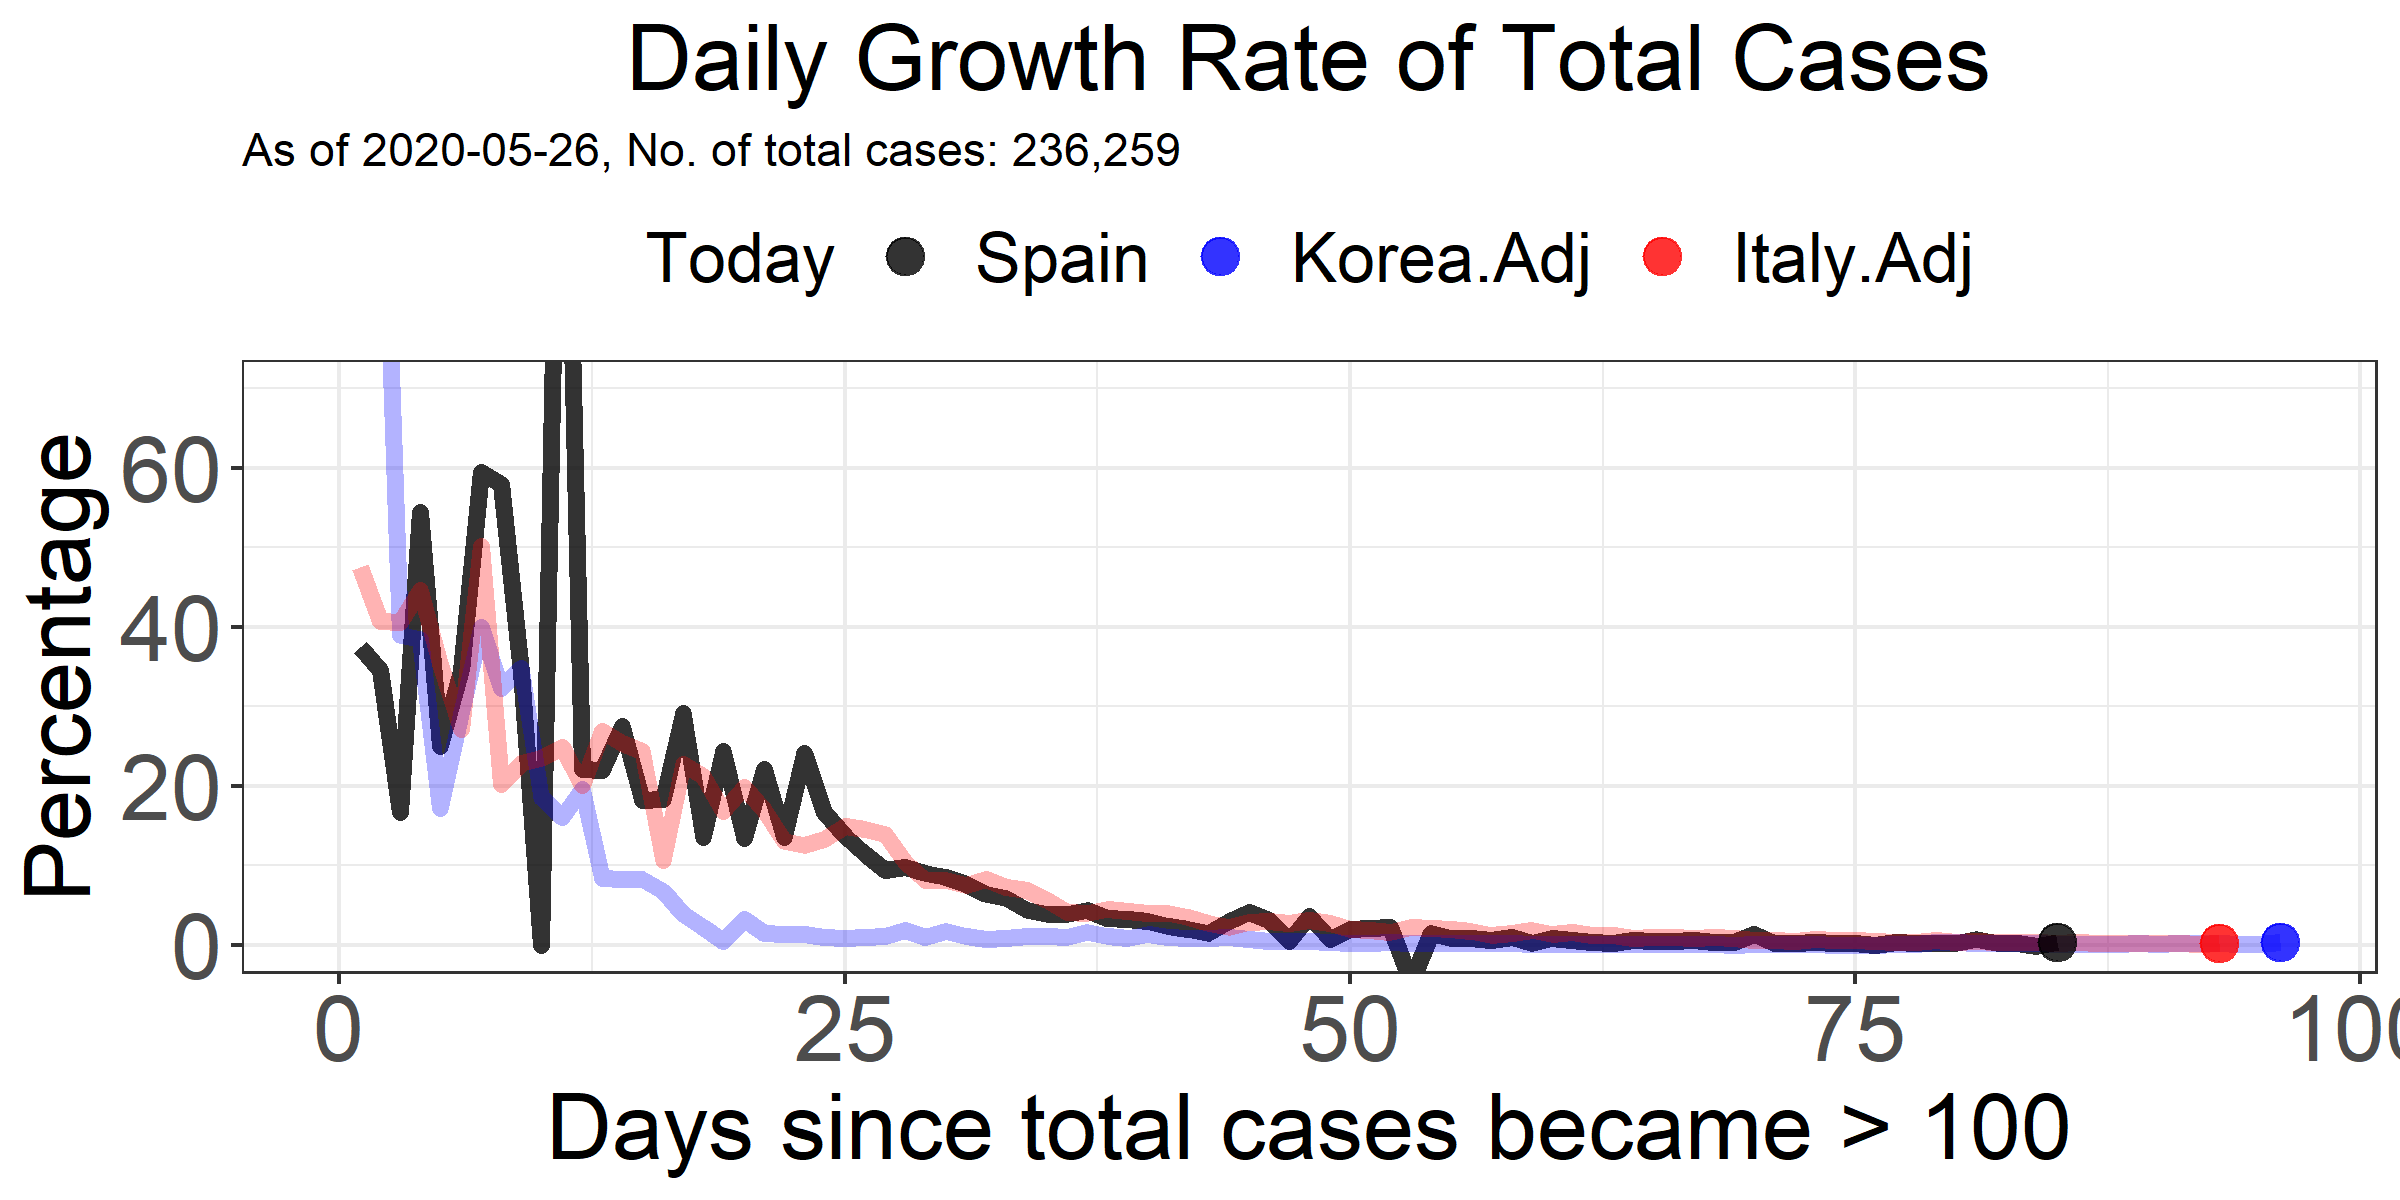 Daily Growth Rate of Total Cases
As of 2020-05-26, No. of total cases: 236,259
Today Spain Korea.Adj Italy.Adj
Percentage
60
40
20
0
0 25 50 75 100
Days since total cases became > 100